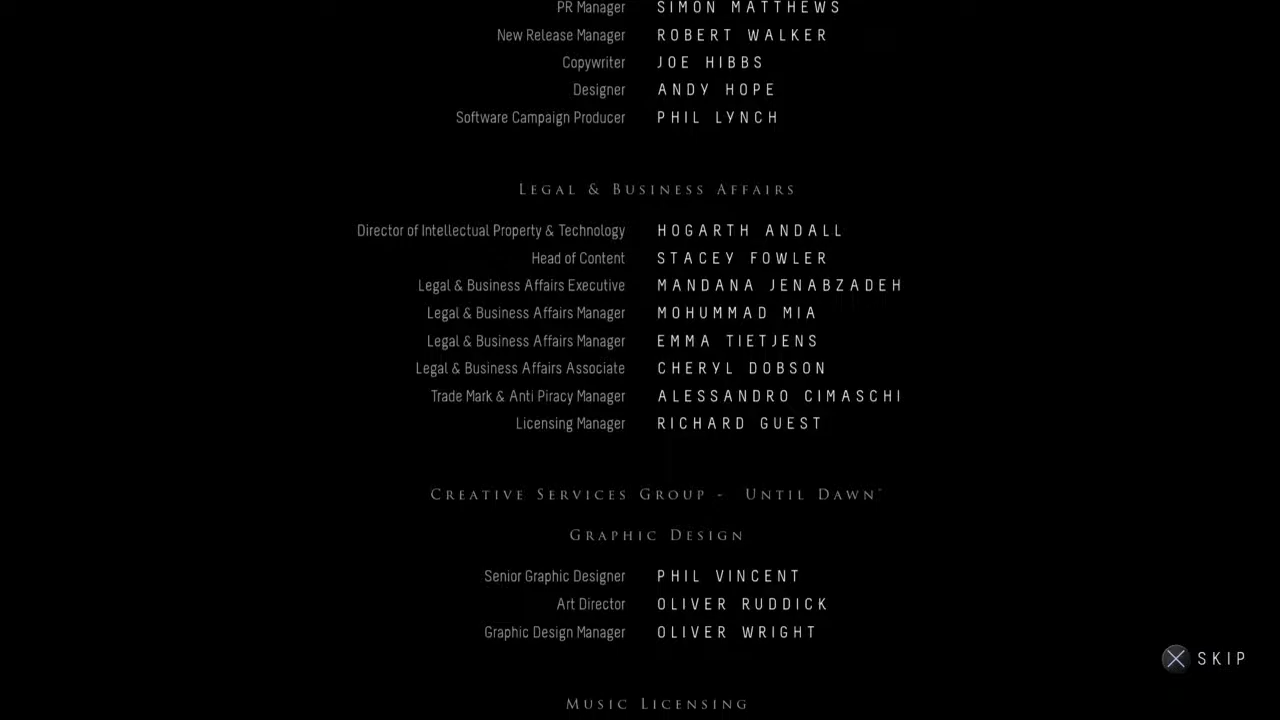 PR Manager SIMON MATTHEWS
New Release Manager ROBERT WALKER
Copywriter JOE HIBBS
Designer ANDY HOPE
Software Campaign Producer PHIL LYNCH
LEGAL & BUSINESS AFFAIRS
Director of Intellectual Property & Technology HOGARTH ANDALL
Head of Content STACEY FOWLER
Legal & Business Affairs Executive MANDANA JENABZADEH
Legal & Business Affairs Manager MOHUMMAD MIA
Legal & Business Affairs Manager EMMA TIETJENS
Legal & Business Affairs Associate CHERYL DOBSON
Trade Mark & Anti Piracy Manager ALESSANDRO CIMASCHI
Licensing Manager RICHARD GUEST
CREATIVE SERVICES GROUP - UNTIL DAWN™
GRAPHIC DESIGN
Senior Graphic Designer PHIL VINCENT
Art Director OLIVER RUDDICK
Graphic Design Manager OLIVER WRIGHT
SKIP
MUSIC LICENSING